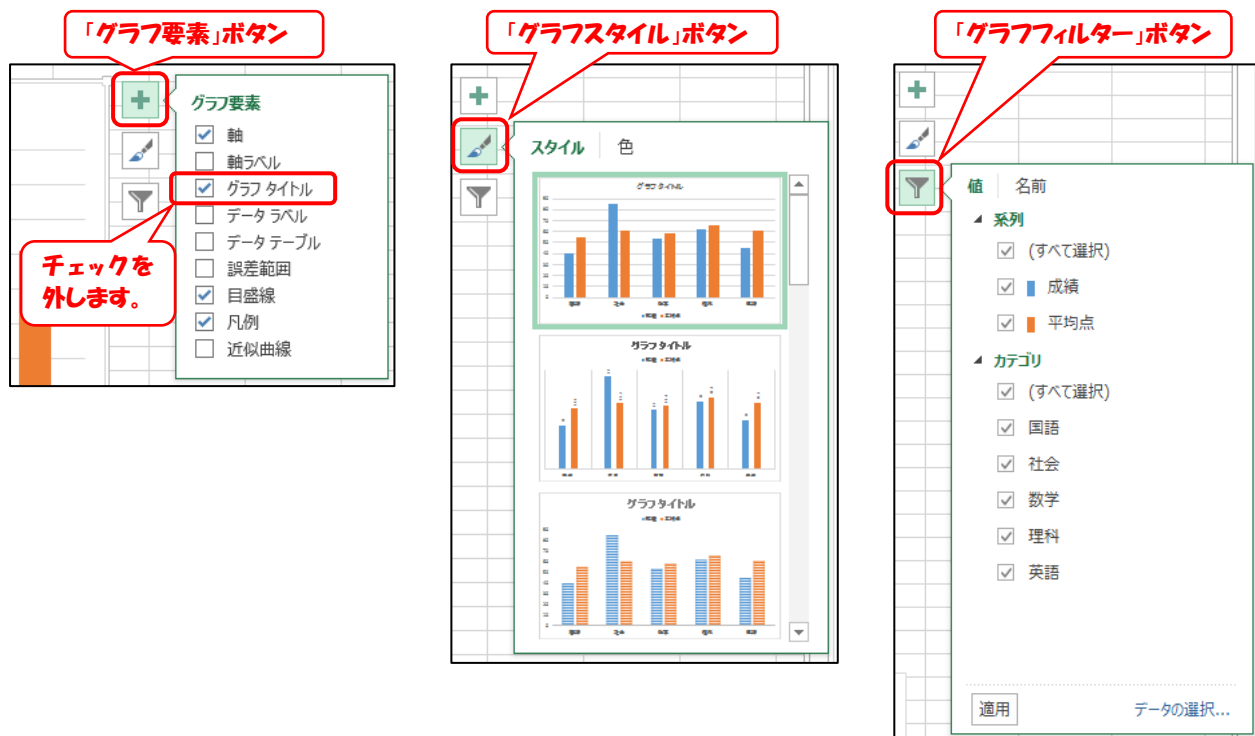 「グラフ要素」ボタン
グラフ要素
軸
軸ラベル
グラフ タイトル
データ ラベル
データ テーブル
誤差範囲
目盛線
凡例
近似曲線
チェックを
外します。
「グラフスタイル」ボタン
スタイル 色
グラフ タイトル
グラフ タイトル
グラフ タイトル
「グラフフィルター」ボタン
値 名前
系列
(すべて選択)
成績
平均点
カテゴリ
(すべて選択)
国語
社会
数学
理科
英語
適用 データの選択...